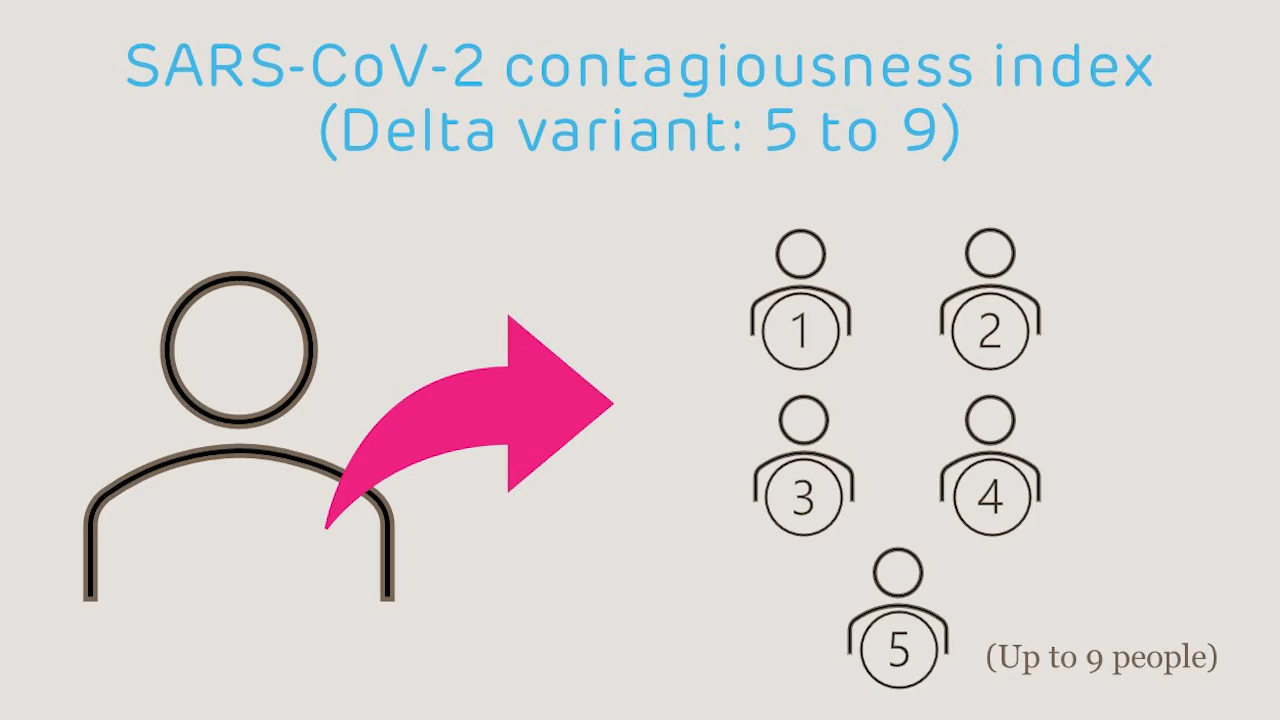 SARS-CoV-2 contagiousness index
(Delta variant: 5 to 9)
1
2
3
4
5
(Up to 9 people)